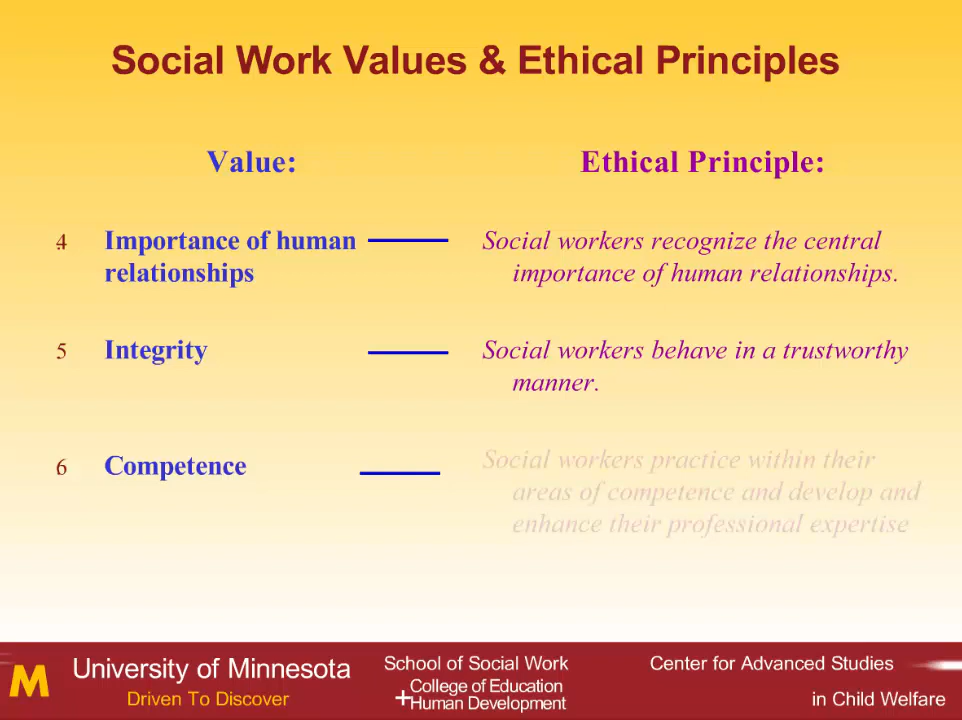 Social Work Values & Ethical Principles
Value:
Ethical Principle:
4 Importance of human
relationships
Social workers recognize the central
importance of human relationships.
5 Integrity
Social workers behave in a trustworthy
manner.
6 Competence
Social workers practice within their
areas of competence and develop and
enhance their professional expertise
M
University of Minnesota
Driven To Discover
School of Social Work
College of Education
+Human Development
Center for Advanced Studies
in Child Welfare